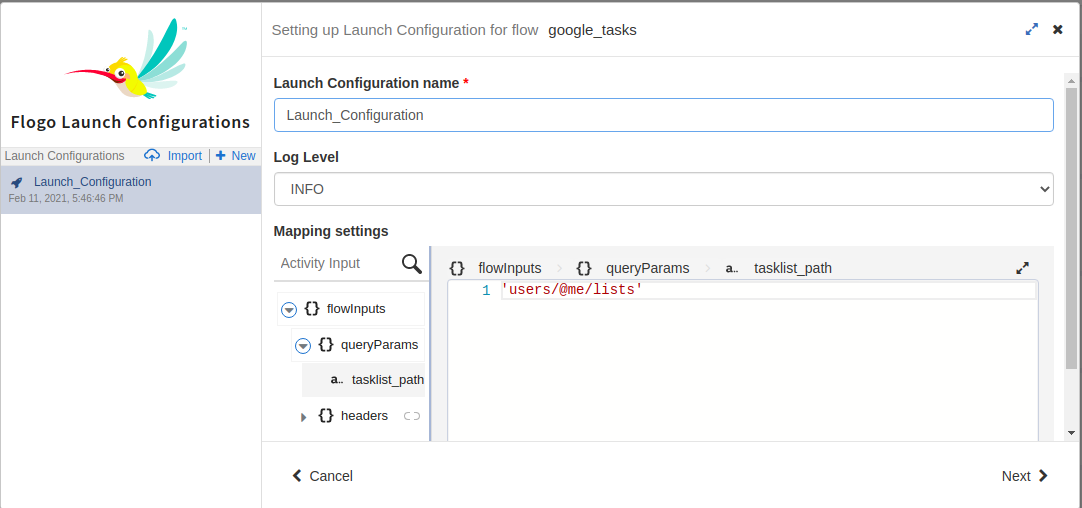 Setting up Launch Configuration for flow google_tasks
™
Flogo Launch Configurations
Launch Configurations Import | + New
Launch_Configuration
Feb 11, 2021, 5:46:46 PM
Launch Configuration name *
Launch_Configuration
Log Level
INFO
Mapping settings
Activity Input
{} flowInputs
{} queryParams
a.. tasklist_path
{} headers
{} flowInputs > {} queryParams > a.. tasklist_path
1 'users/@me/lists'
Cancel
Next